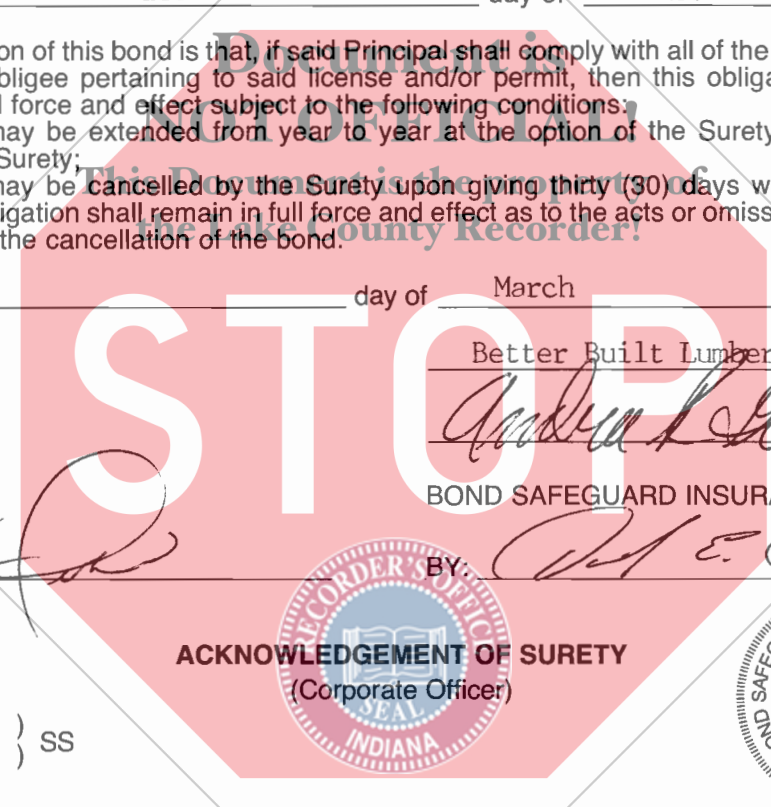 day of
on of this bond is that, if said Principal shall comply with all of the
bligee pertaining to said license and/or permit, then this obliga
l force and effect subject to the following conditions:
may be extended from year to year at the option of the Surety
Surety;
may be cancelled by the Surety upon giving thirty (30) days w
igation shall remain in full force and effect as to the acts or omiss
the cancellation of the bond.
Document is
NOT OFFICIAL!
This Document is the property of
the Lake County Recorder!
STOP
day of March
Better Built Lumber
Andrea R
BOND SAFEGUARD INSURA
BY: E.
RECORDER'S OFFICE
SEAL
INDIANA
ACKNOWLEDGEMENT OF SURETY
(Corporate Officer)
) SS
)
OND SAFEG